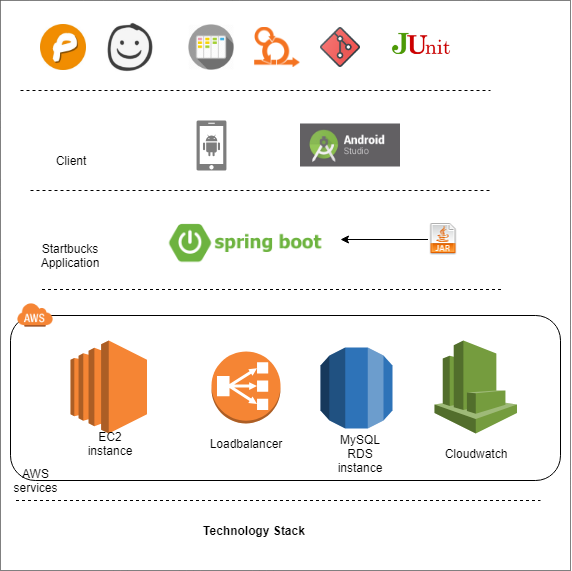 P
JUnit
Client
Android
Studio
Startbucks
Application
spring boot
JAR
AWS
EC2
instance
Loadbalancer
MySQL
RDS
instance
Cloudwatch
AWS
services
Technology Stack